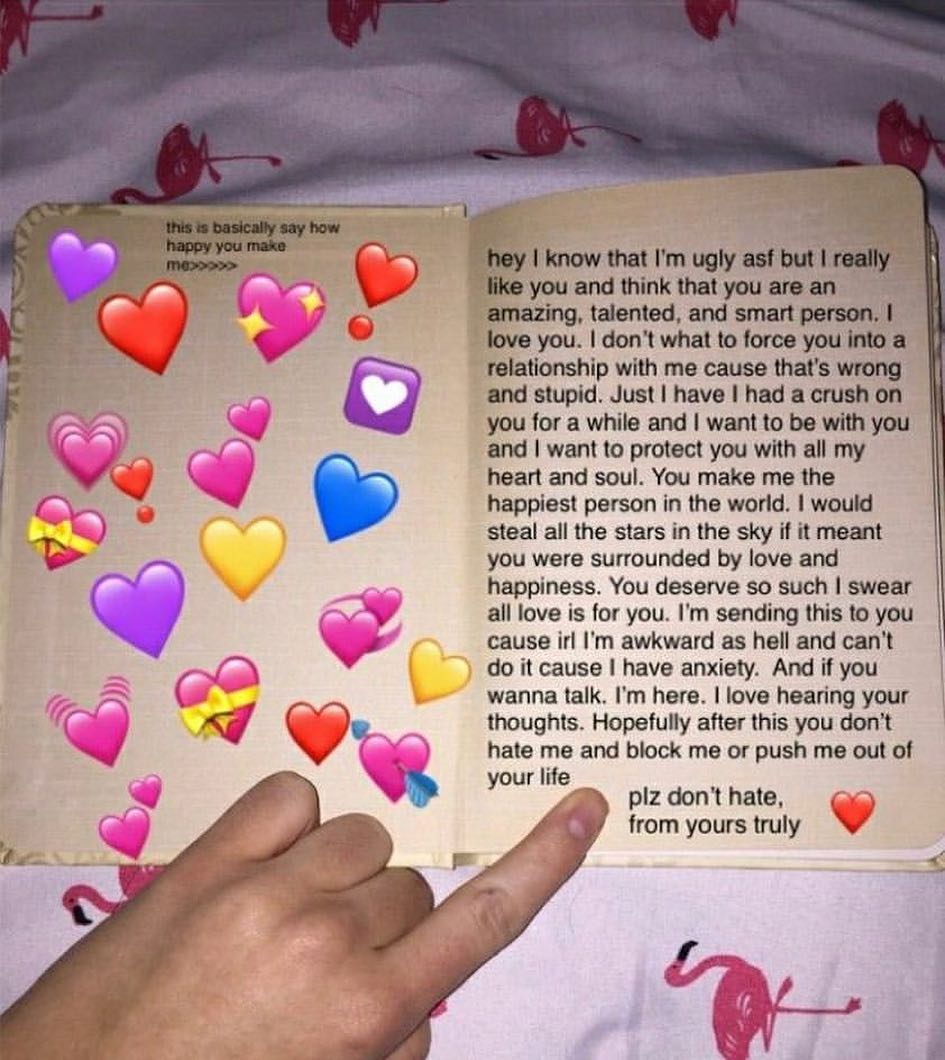 this is basically say how
happy you make
me>>>>>
hey I know that I'm ugly asf but I really
like you and think that you are an
amazing, talented, and smart person. I
love you. I don't what to force you into a
relationship with me cause that's wrong
and stupid. Just I have I had a crush on
you for a while and I want to be with you
and I want to protect you with all my
heart and soul. You make me the
happiest person in the world. I would
steal all the stars in the sky if it meant
you were surrounded by love and
happiness. You deserve so such I swear
all love is for you. I'm sending this to you
cause irl I'm awkward as hell and can't
do it cause I have anxiety.  And if you
wanna talk. I'm here. I love hearing your
thoughts. Hopefully after this you don't
hate me and block me or push me out of
your life
plz don't hate,
from yours truly